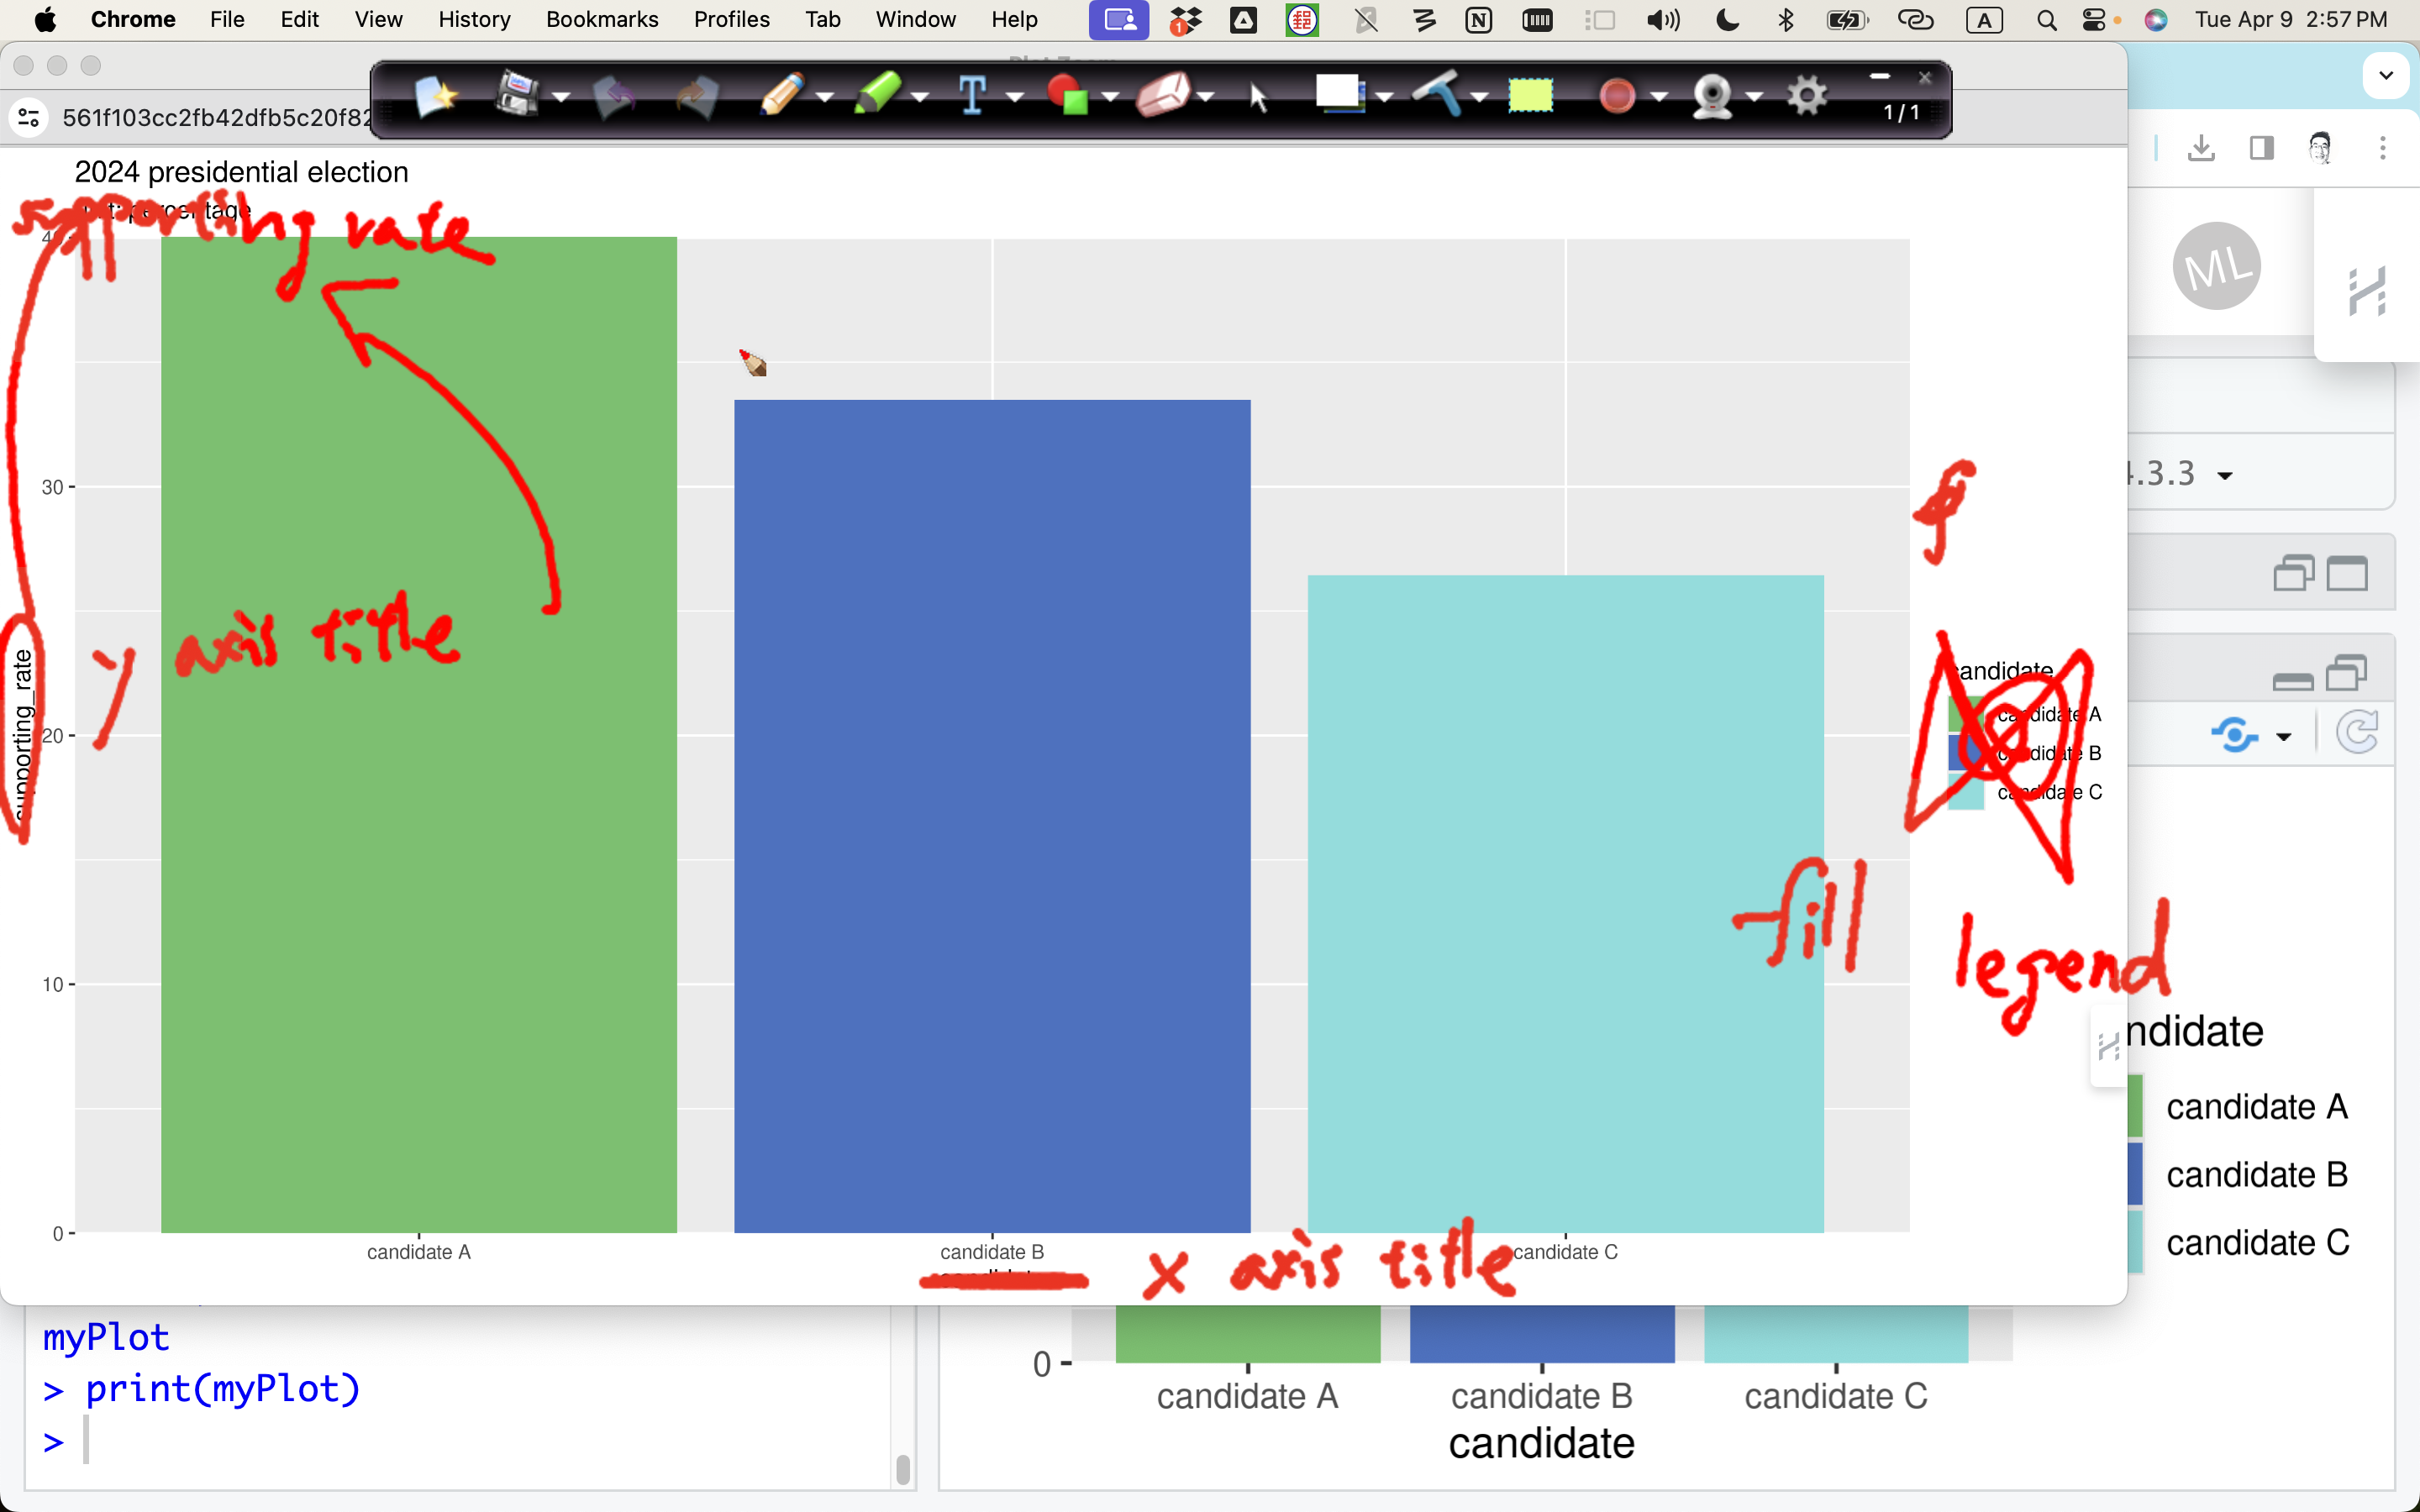 Chrome File Edit View History Bookmarks Profiles Tab Window Help
A
Tue Apr 9 2:57 PM
561f103cc2fb42dfb5c20f82
1
T
1/1
2024 presidential election
supporting rate
percentage
ML
30
4.3.3
y axis title
supporting_rate
20
candidate
candidate A
candidate B
candidate C
fill
legend
10
0
candidate A
candidate B
candidate C
x axis title
ndidate
candidate A
candidate B
candidate C
myPlot
> print(myPlot)
>
0
candidate A
candidate B
candidate C
candidate